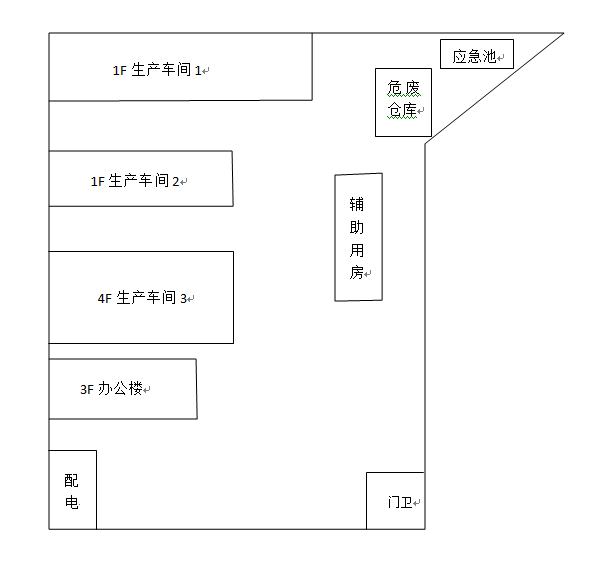 1F 生产车间 1
应急池
危废
仓库
1F 生产车间 2
辅
助
用
房
4F 生产车间 3
3F 办公楼
配
电
门卫